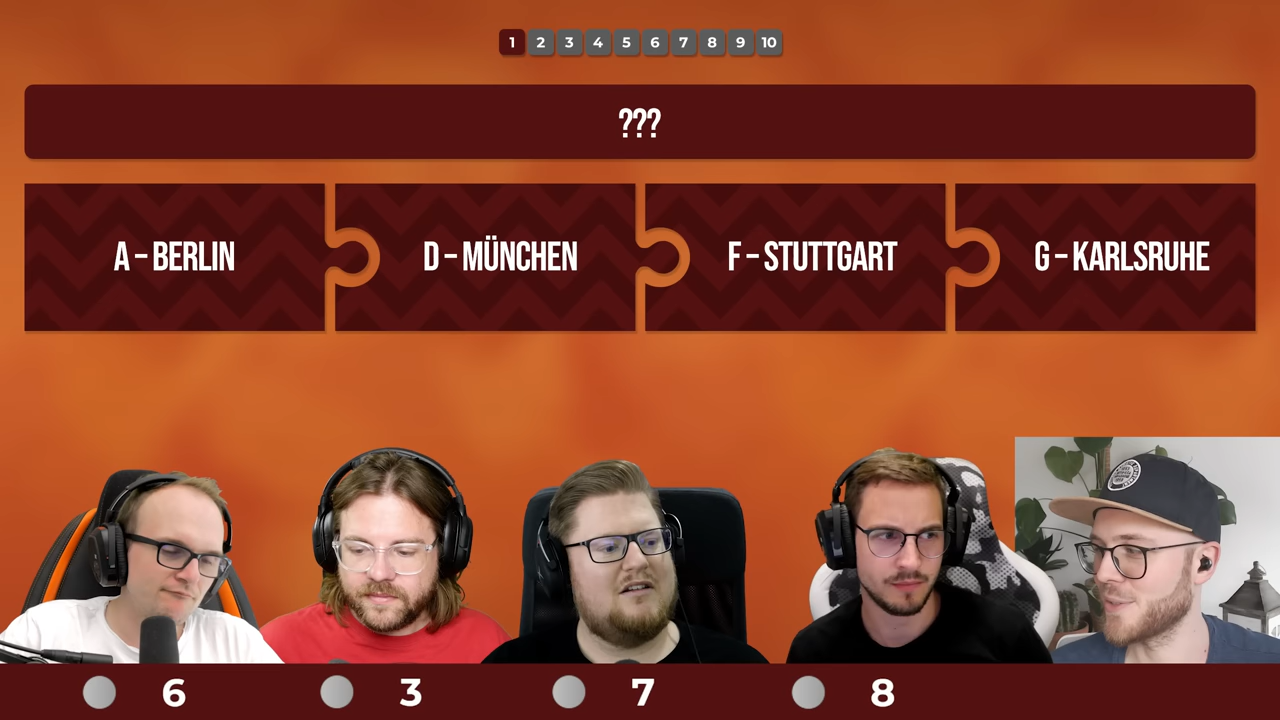 1 2 3 4 5 6 7 8 9 10
???
A – BERLIN
D – MÜNCHEN
F – STUTTGART
G – KARLSRUHE
6 3 7 8